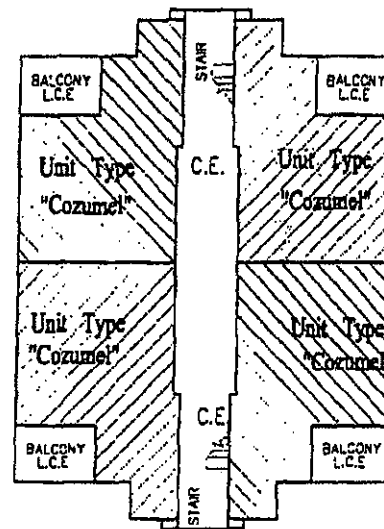 STAIR
BALCONY
L.C.E
BALCONY
L.C.E
C.E.
Unit Type
"Cozumel"
Unit Type
"Cozumel"
Unit Type
"Cozumel"
Unit Type
"Cozumel"
C.E.
BALCONY
L.C.E
BALCONY
L.C.E
STAIR